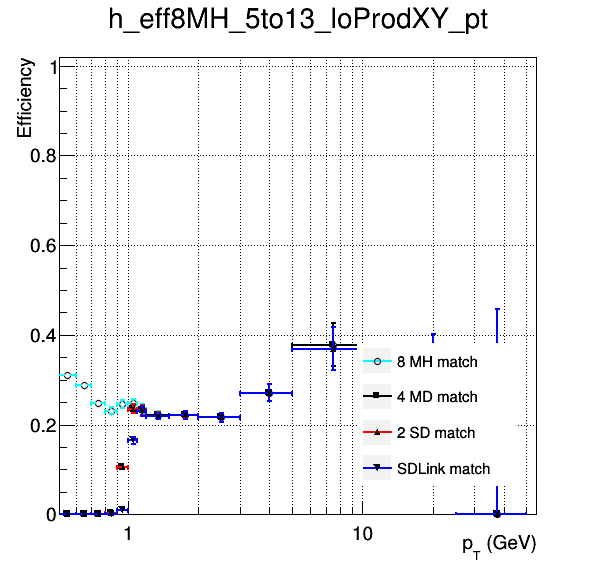 h_eff8MH_5to13_loProdXY_pt
Efficiency
1
0.8
0.6
0.4
0.2
0
8 MH match
4 MD match
2 SD match
SDLink match
1
10
p_T (GeV)